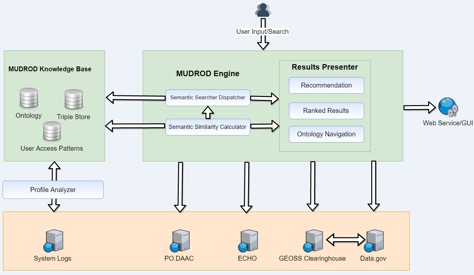 User Input/Search
MUDROD Knowledge Base
Ontology
Triple Store
User Access Patterns
MUDROD Engine
Semantic Searcher Dispatcher
Semantic Similarity Calculator
Results Presenter
Recommendation
Ranked Results
Ontology Navigation
Web Service/GUI
Profile Analyzer
System Logs
PO.DAAC
ECHO
GEOSS Clearinghouse
Data.gov